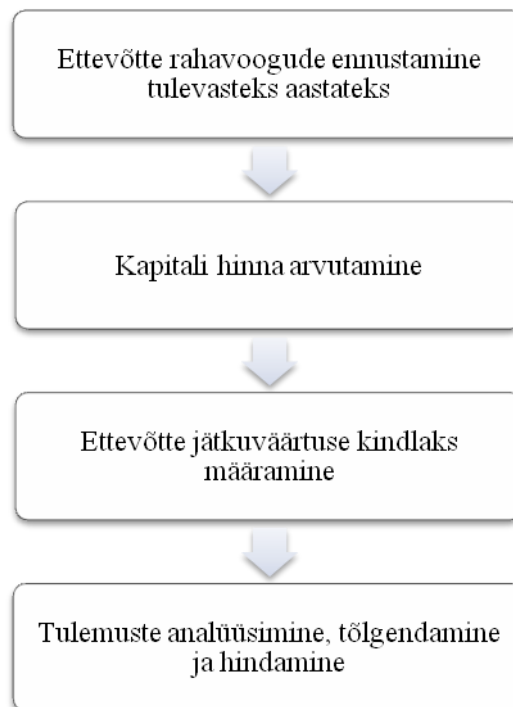 Ettevõtte rahavoogude ennustamine
tulevasteks aastateks
Kapitali hinna arvutamine
Ettevõtte jätkuväärtuse kindlaks
määramine
Tulemuste analüüsimine, tõlgendamine
ja hindamine